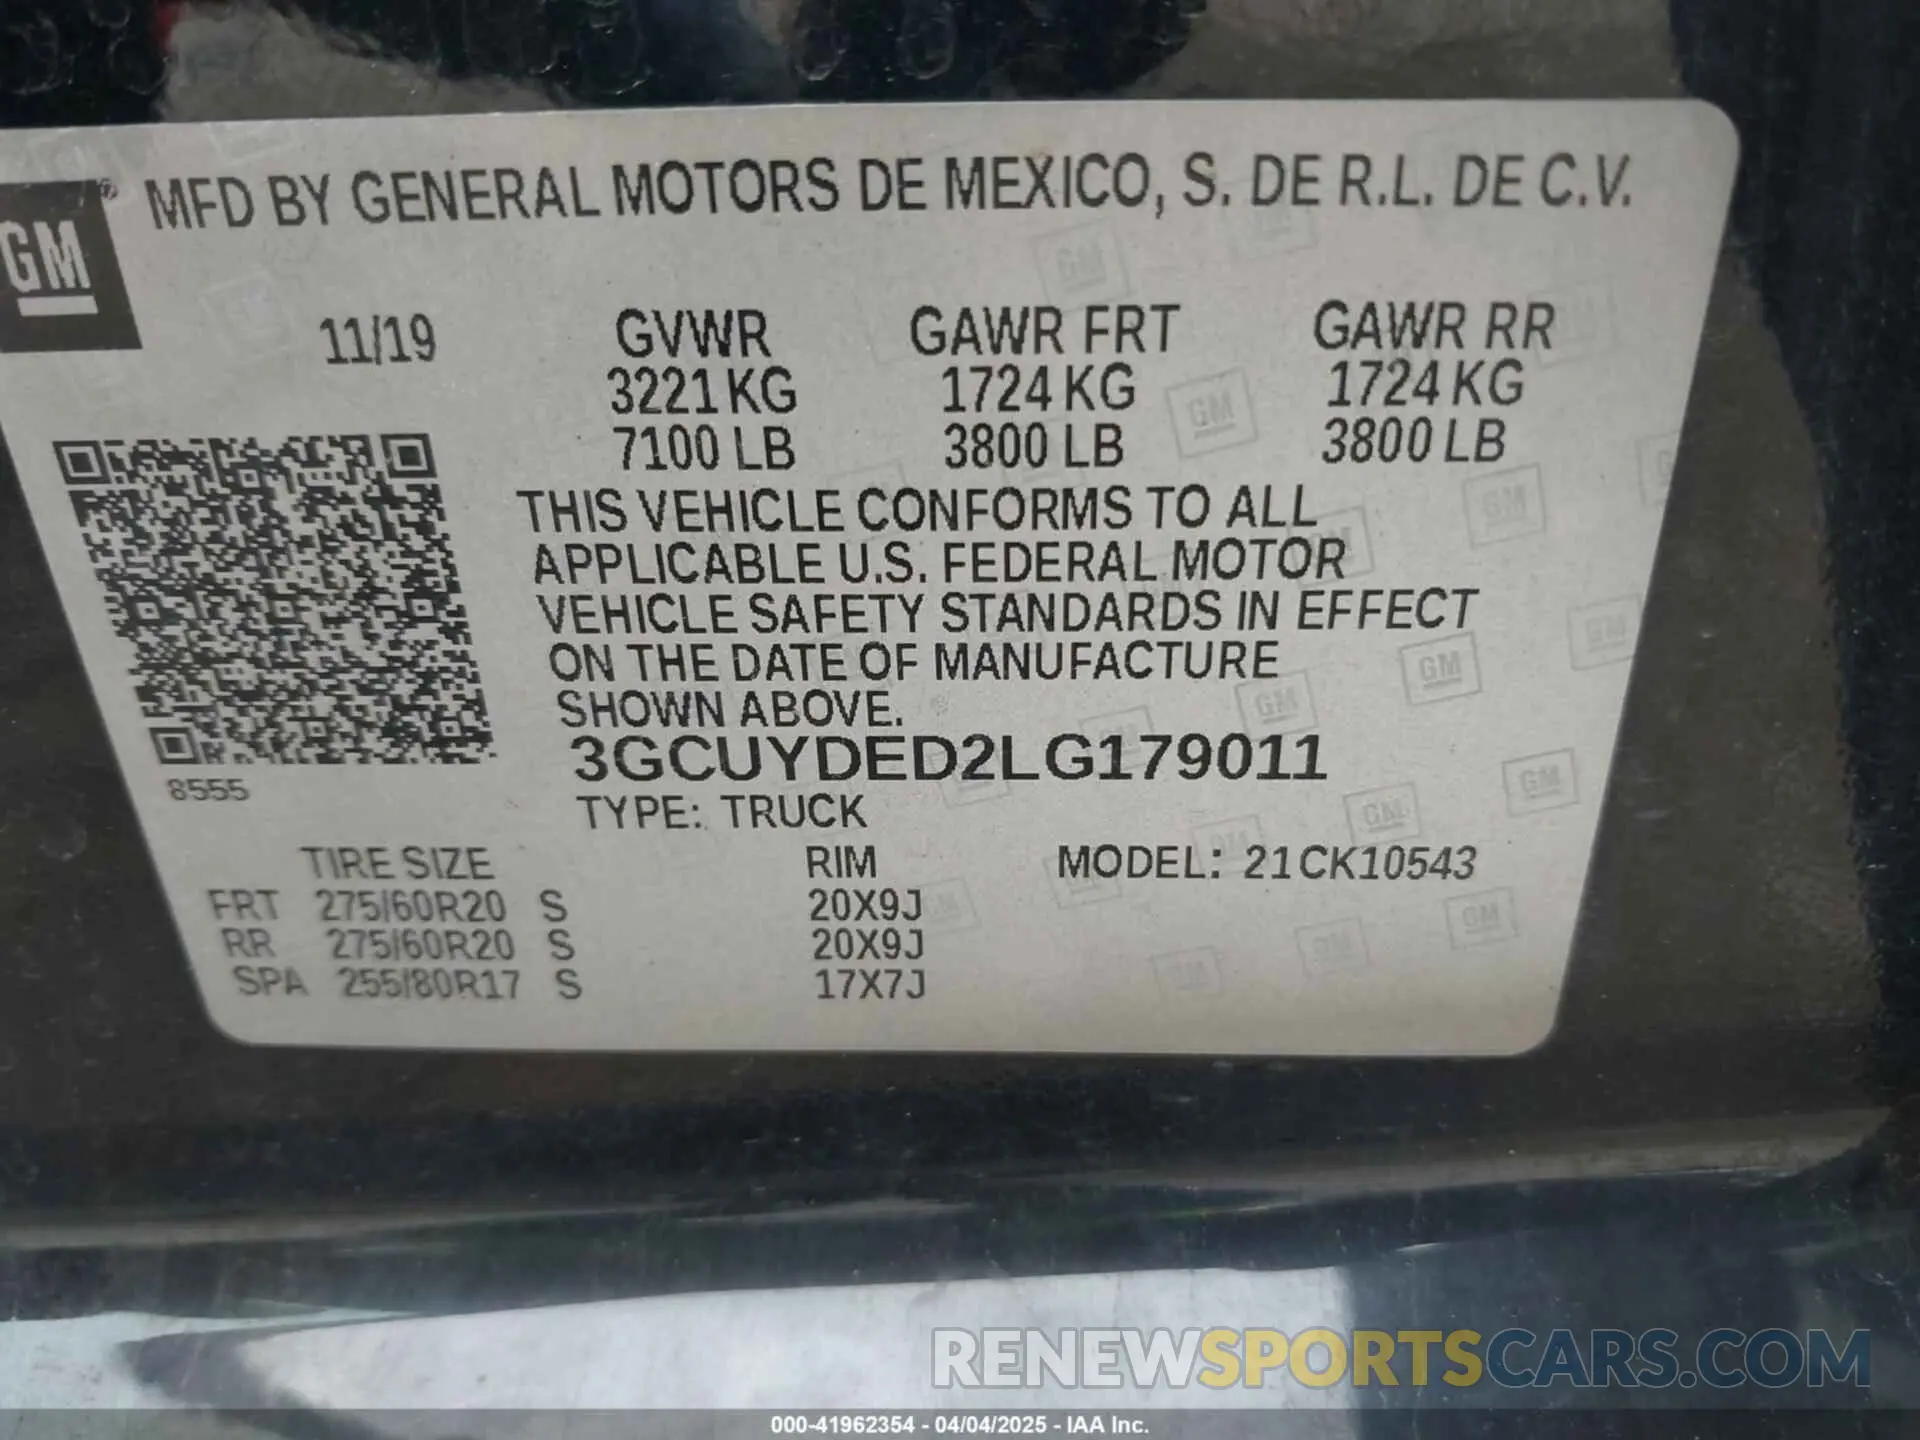 GM® MFD BY GENERAL MOTORS DE MEXICO, S. DE R.L. DE C.V.
11/19 GVWR GAWR FRT GAWR RR
3221 KG 1724 KG 1724 KG
7100 LB 3800 LB 3800 LB
THIS VEHICLE CONFORMS TO ALL
APPLICABLE U.S. FEDERAL MOTOR
VEHICLE SAFETY STANDARDS IN EFFECT
ON THE DATE OF MANUFACTURE
SHOWN ABOVE.
3GCUYDED2LG179011
8555
TYPE: TRUCK
TIRE SIZE RIM MODEL: 21CK10543
FRT 275/60R20 S 20X9J
RR 275/60R20 S 20X9J
SPA 255/80R17 S 17X7J
RENEWSPORTSCARS.COM
000-41962354 - 04/04/2025 - IAA Inc.